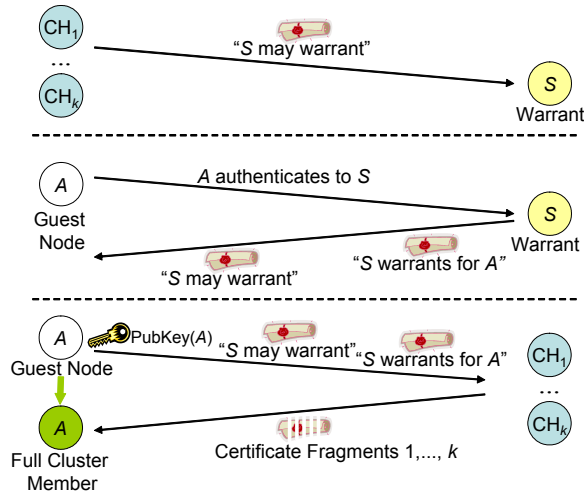 CH1
“S may warrant”
...
CHk
S
Warrant
A
A authenticates to S
Guest
Node
S
Warrant
“S may warrant”
“S warrants for A”
A
PubKey(A)
“S may warrant”
“S warrants for A”
Guest Node
CH1
...
CHk
A
Full Cluster
Member
Certificate Fragments 1,..., k